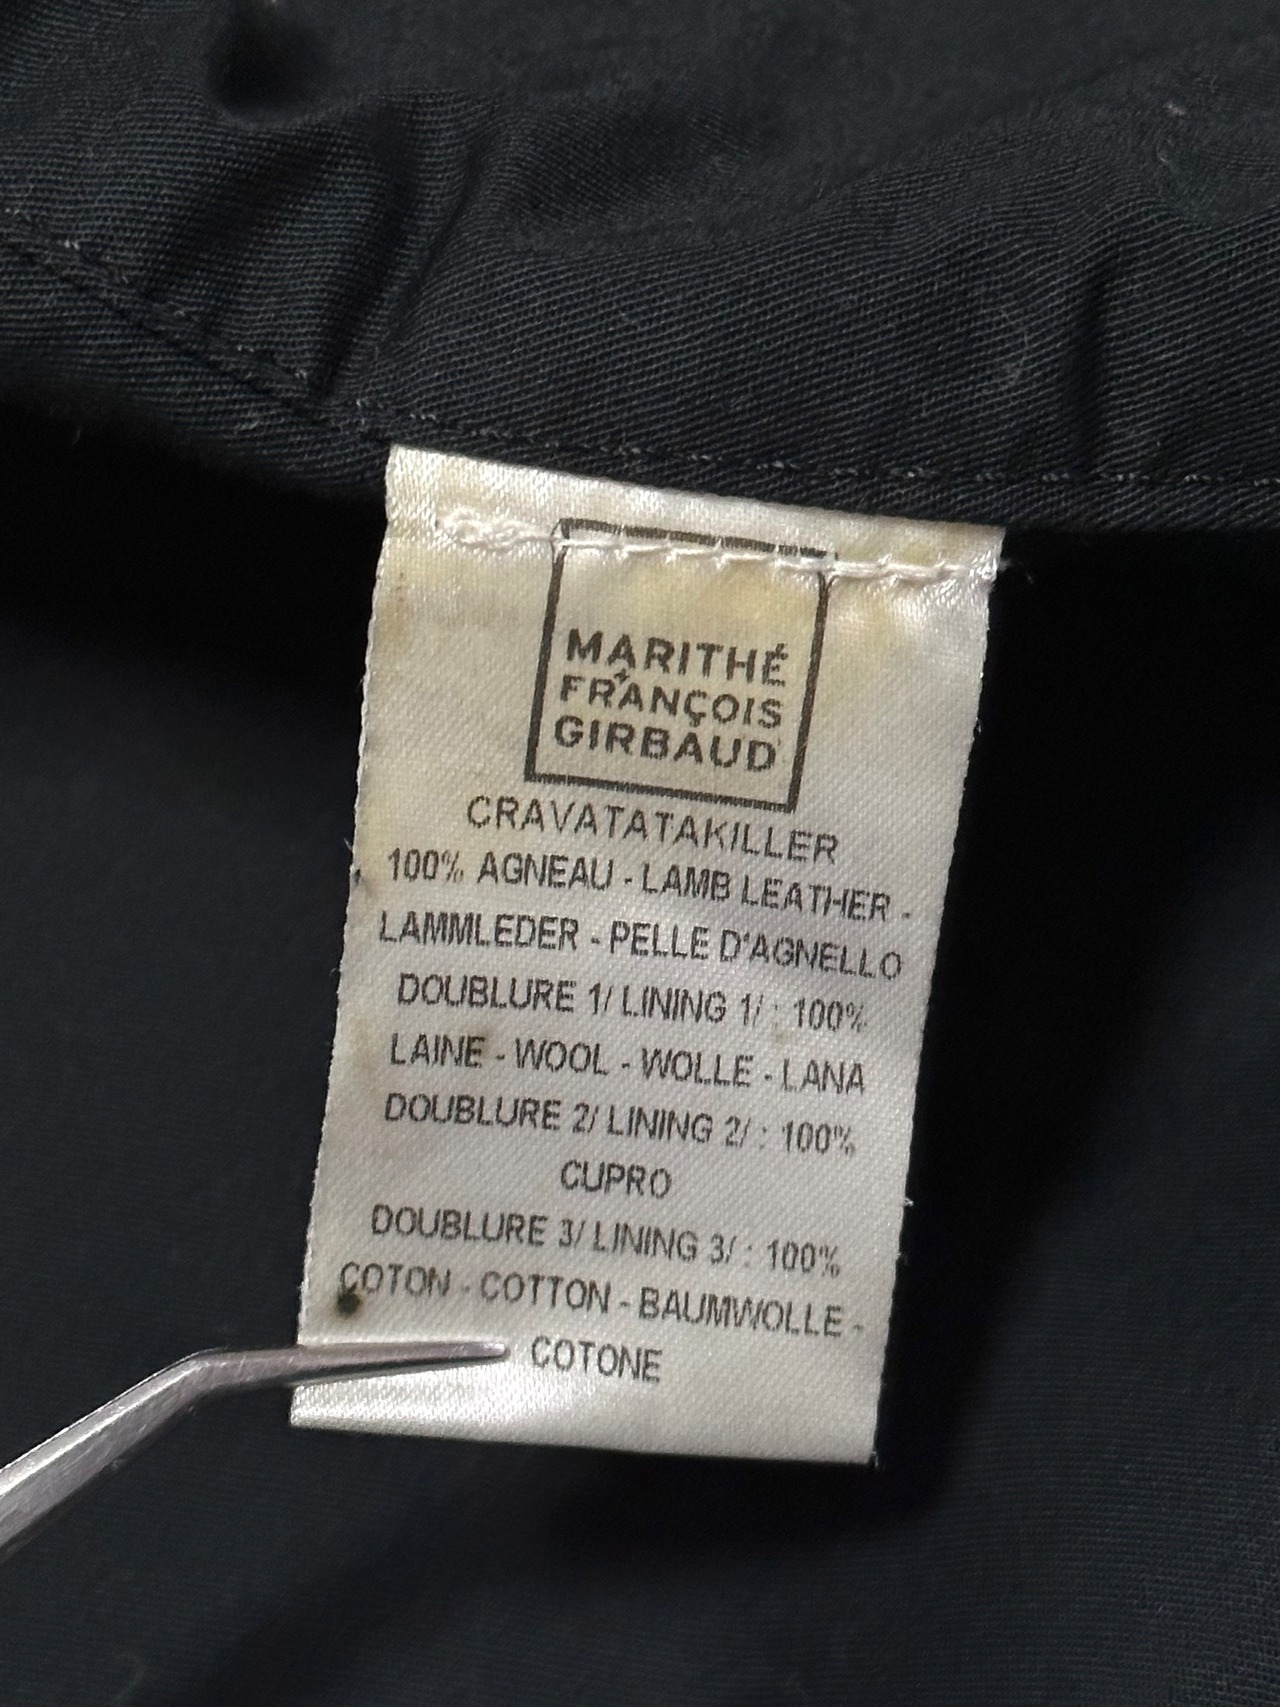 MARITHÉ
+
FRANÇOIS
GIRBAUD
CRAVATATAKILLER
100% AGNEAU - LAMB LEATHER -
LAMMLEDER - PELLE D'AGNELLO
DOUBLURE 1/ LINING 1/ : 100%
LAINE - WOOL - WOLLE - LANA
DOUBLURE 2/ LINING 2/ : 100%
CUPRO
DOUBLURE 3/ LINING 3/ : 100%
COTON - COTTON - BAUMWOLLE -
COTONE